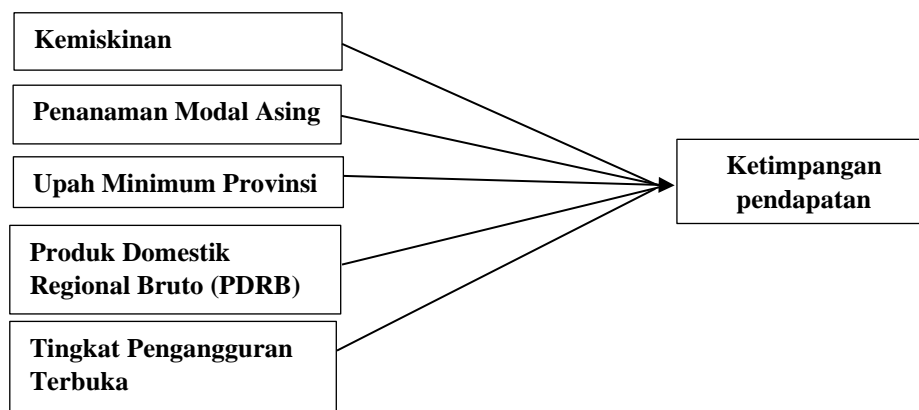 Kemiskinan
Penanaman Modal Asing
Upah Minimum Provinsi
Produk Domestik
Regional Bruto (PDRB)
Tingkat Pengangguran
Terbuka
Ketimpangan
pendapatan